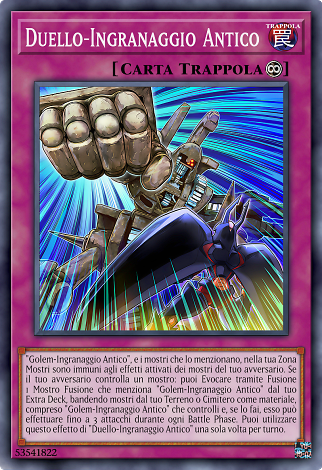 Duello-Ingranaggio Antico
TRAPPOLA
罠
[Carta Trappola]
"Golem-Ingranaggio Antico", e i mostri che lo menzionano, nella tua Zona
Mostri sono immuni agli effetti attivati dei mostri del tuo avversario. Se
il tuo avversario controlla un mostro: puoi Evocare tramite Fusione
1 Mostro Fusione che menziona "Golem-Ingranaggio Antico" dal tuo
Extra Deck, bandendo mostri dal tuo Terreno o Cimitero come materiale,
compreso "Golem-Ingranaggio Antico" che controlli e, se lo fai, esso può
effettuare fino a 3 attacchi durante ogni Battle Phase. Puoi utilizzare
questo effetto di "Duello-Ingranaggio Antico" una sola volta per turno.
53541822